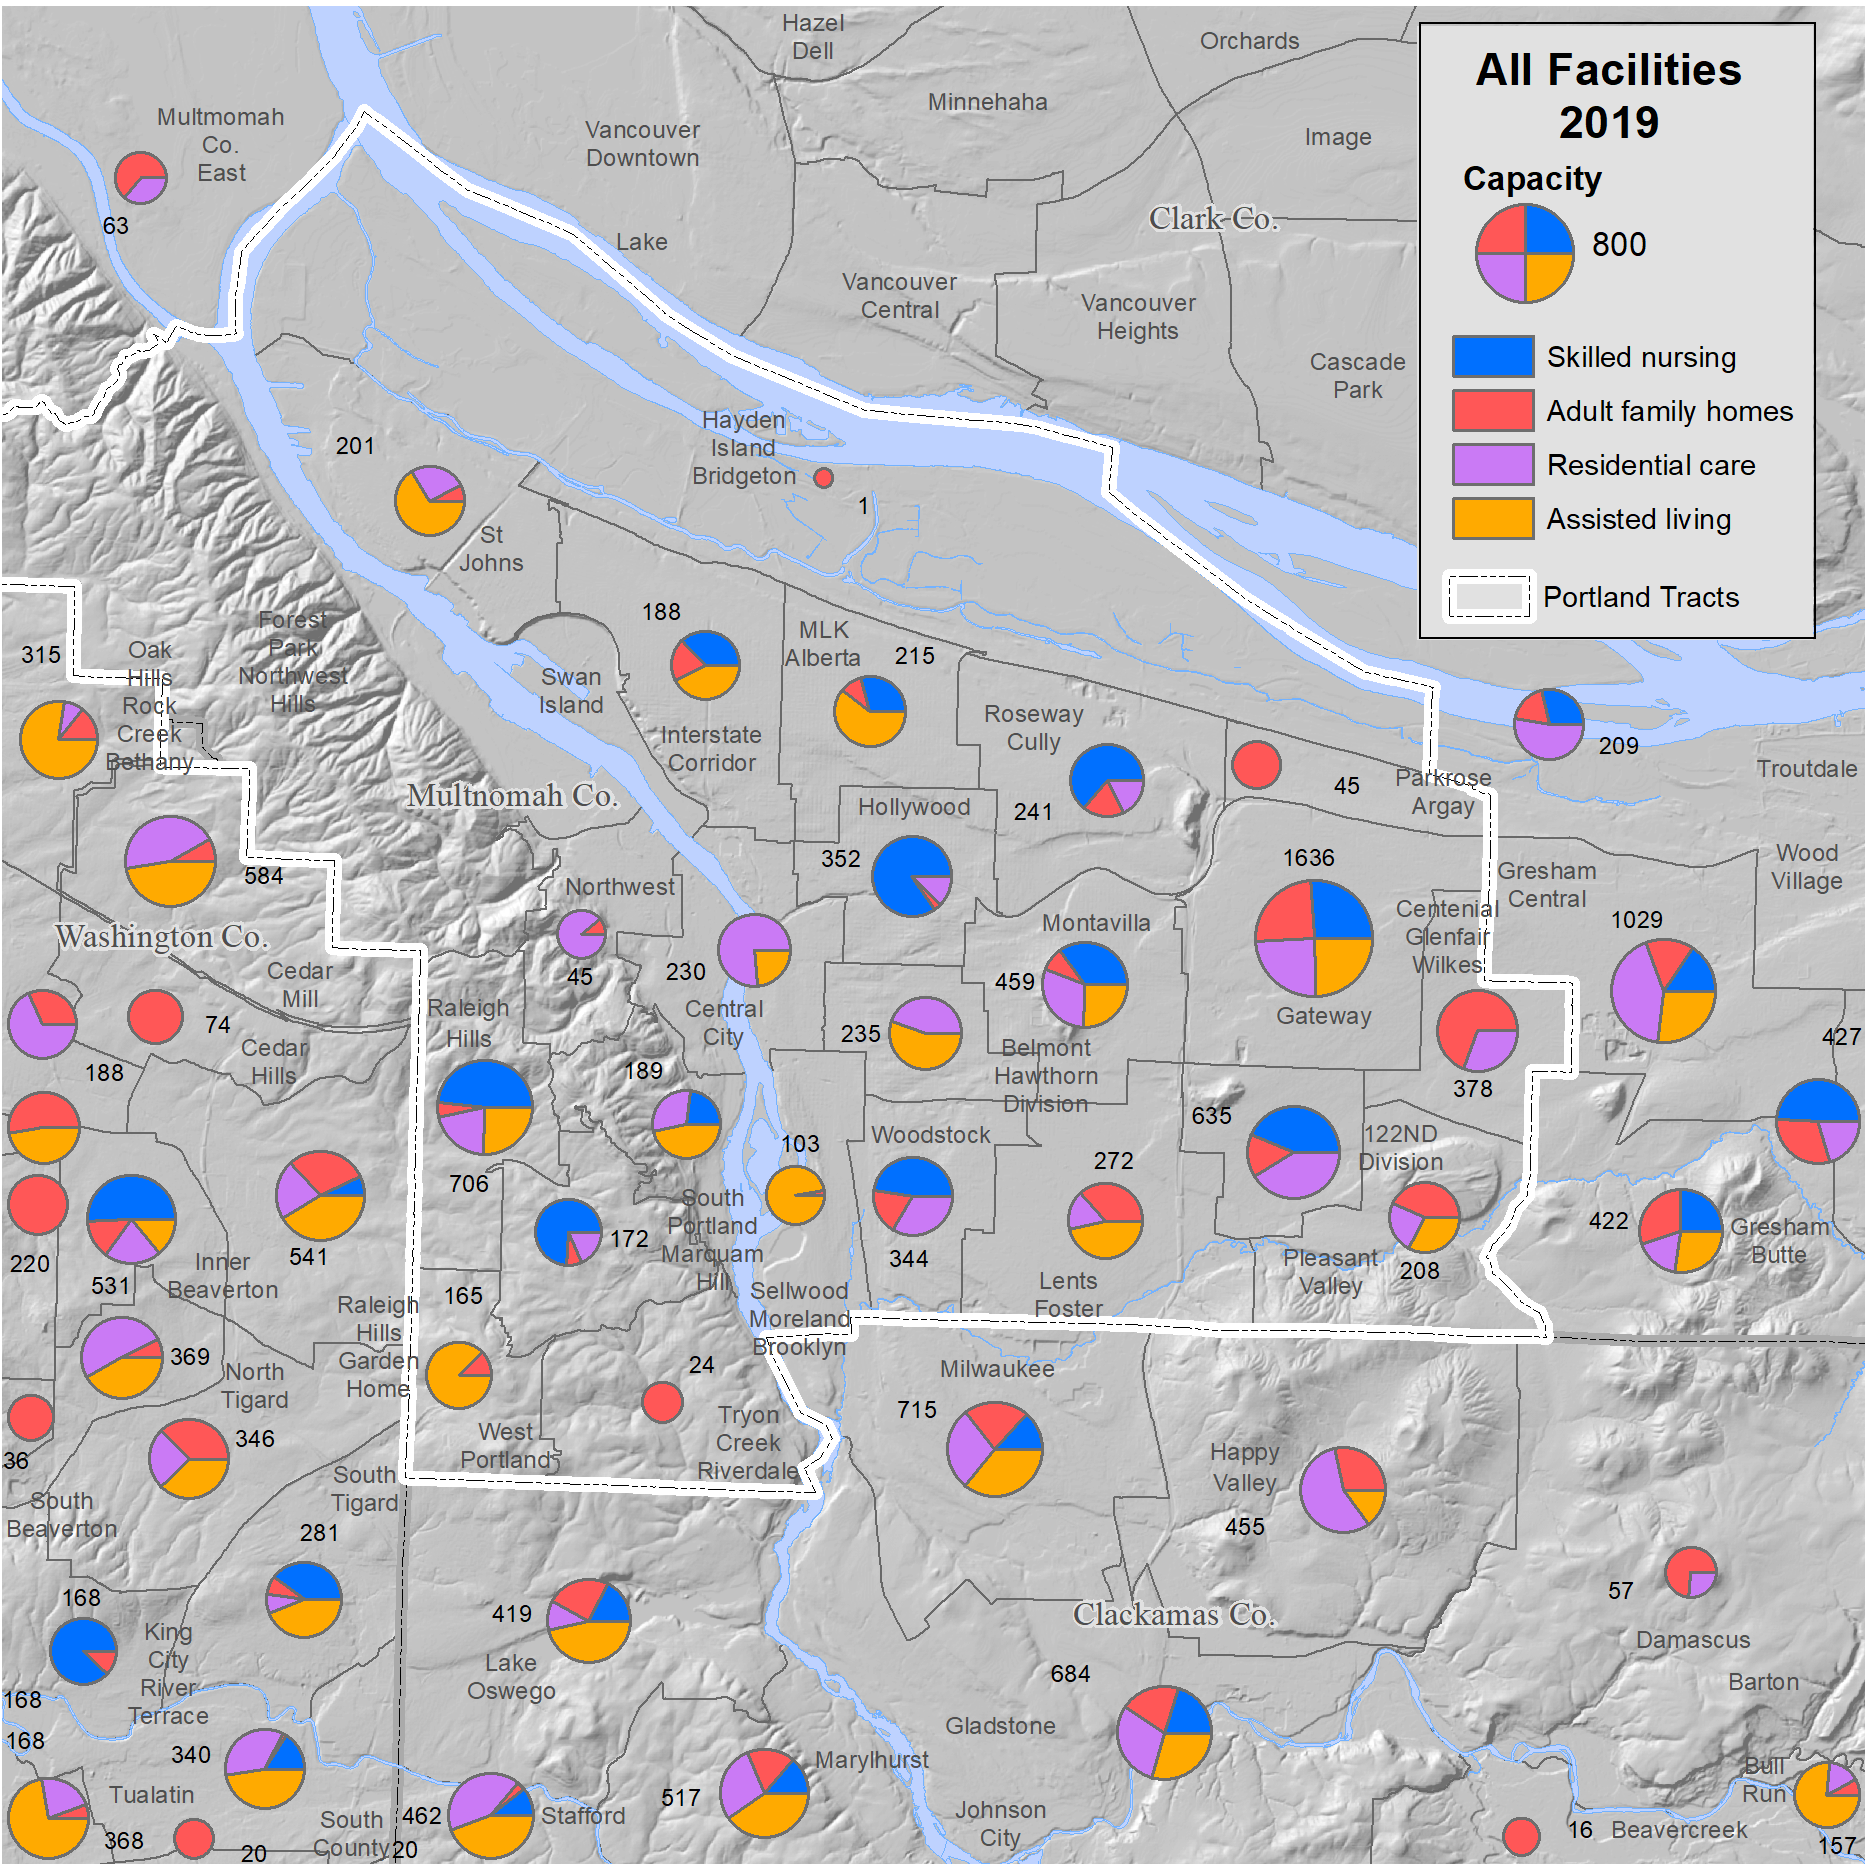 Hazel
Dell
Orchards
All Facilities
2019
Capacity
800
Skilled nursing
Adult family homes
Residential care
Assisted living
Portland Tracts
Multmomah
Co.
East
63
Vancouver
Downtown
Minnehaha
Image
Clark Co.
Lake
Vancouver
Central
Vancouver
Heights
Cascade
Park
201
Hayden
Island
Bridgeton
1
St
Johns
315
Oak
Hills
Rock
Creek
Bethany
Forest
Park
Northwest
Hills
188
Swan
Island
Interstate
Corridor
MLK
Alberta
215
Roseway
Cully
241
45
Parkrose
Argay
209
Troutdale
Multnomah Co.
Hollywood
352
584
Northwest
45
230
Central
City
Montavilla
459
1636
Gateway
Centenial
Glenfair
Wilkes
Gresham
Central
Wood
Village
1029
427
Washington Co.
Cedar
Mill
74
Cedar
Hills
188
Raleigh
Hills
189
235
Belmont
Hawthorn
Division
378
635
122ND
Division
103
Woodstock
272
706
South
Portland
Marquam
Hill
172
344
Lents
Foster
Pleasant
Valley
208
422
Gresham
Butte
220
531
Inner
Beaverton
541
Raleigh
Hills
Garden
Home
165
Sellwood
Moreland
Brooklyn
369
North
Tigard
24
Milwaukee
715
36
346
West
Portland
Tryon
Creek
Riverdale
Happy
Valley
455
South
Beaverton
South
Tigard
281
168
King
City
River
Terrace
419
Lake
Oswego
Clackamas Co.
57
Damascus
Barton
684
Gladstone
168
168
340
Tualatin
368
20
South
County
20
462
Stafford
517
Marylhurst
Johnson
City
16
Beavercreek
Bull
Run
157